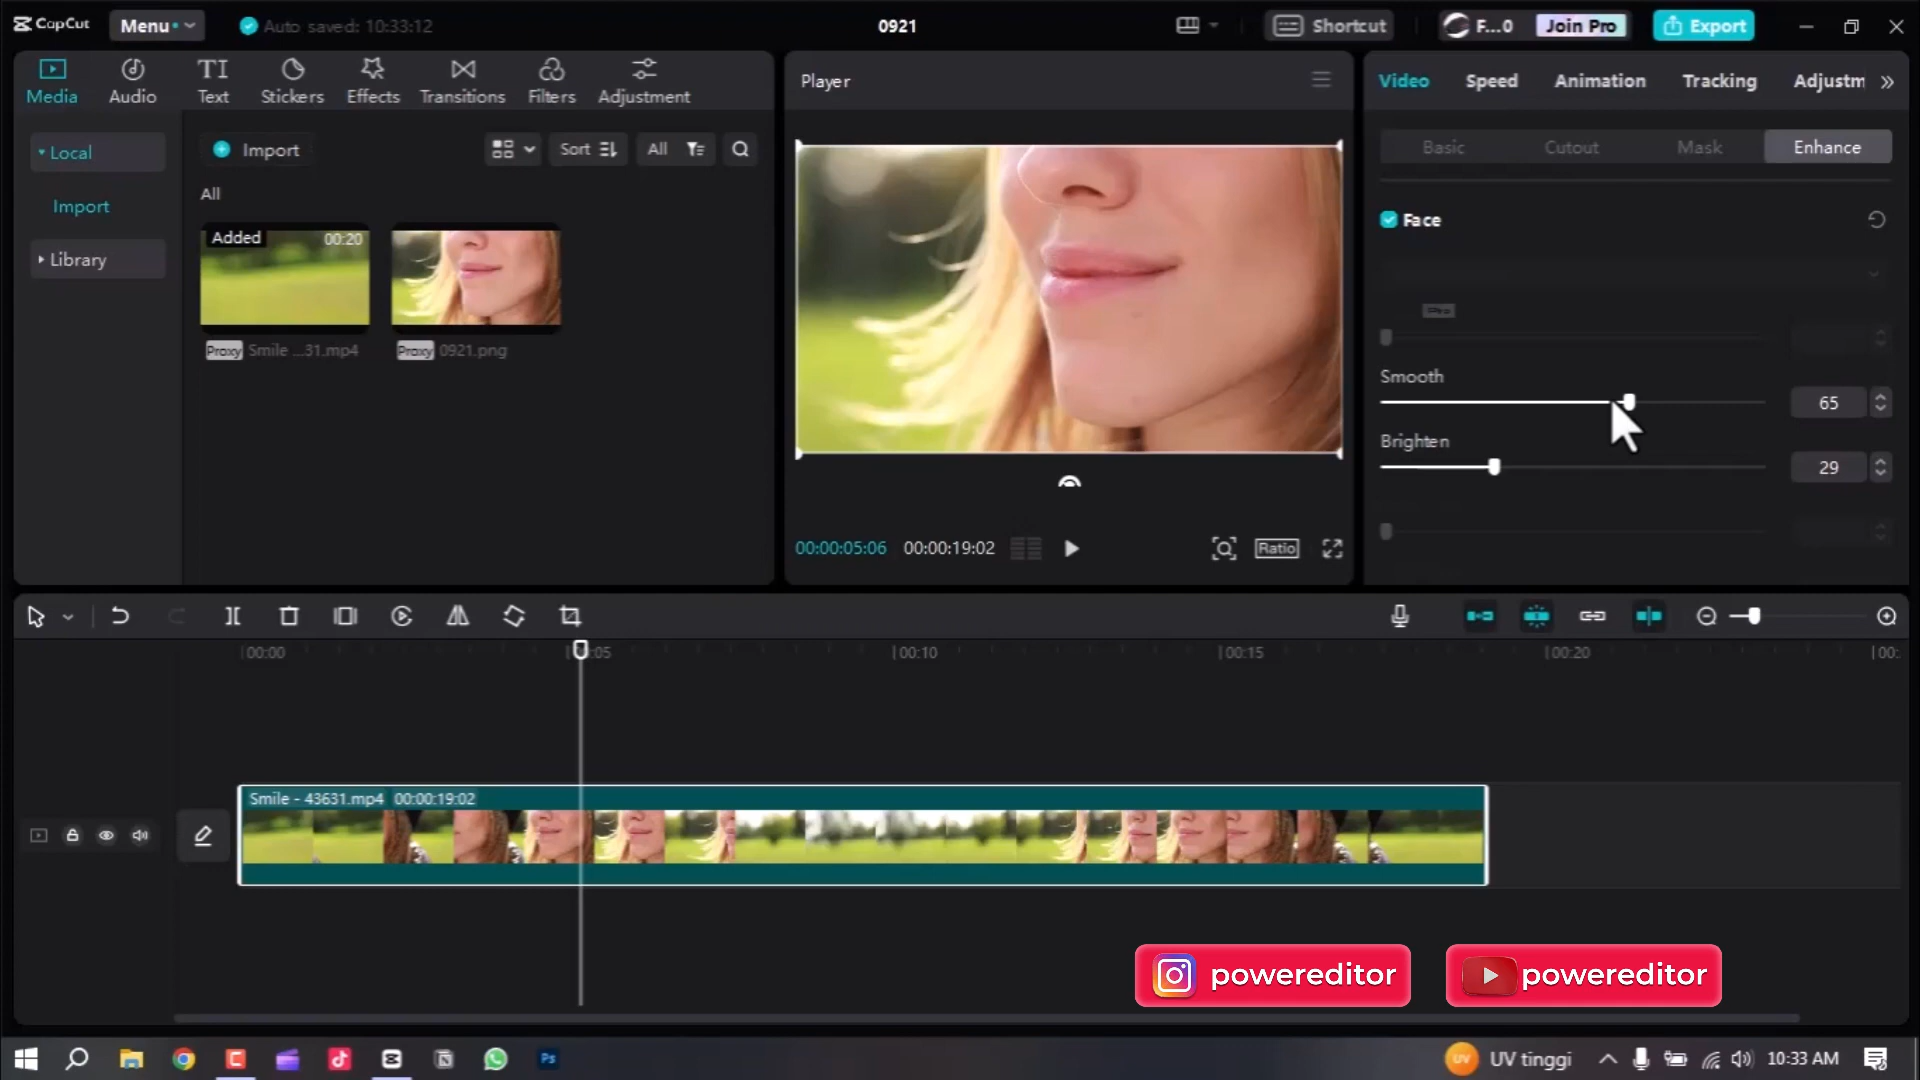 CapCut
Menu
Auto saved: 10:33:12
0921
Shortcut
F...0
Join Pro
Export
Media
Audio
TI
Text
Stickers
Effects
Transitions
Filters
Adjustment
Local
Import
Library
Import
Sort
All
All
Added
00:20
Proxy Smile ...31.mp4
Proxy 0921.png
Player
00:00:05:06
00:00:19:02
Ratio
Video
Speed
Animation
Tracking
Adjustm
Basic
Cutout
Mask
Enhance
Face
Pro
Smooth
65
Brighten
29
00:00
:05
00:10
00:15
00:20
00:
Smile - 43631.mp4 00:00:19:02
powereditor
powereditor
Ps
UV
UV tinggi
10:33 AM